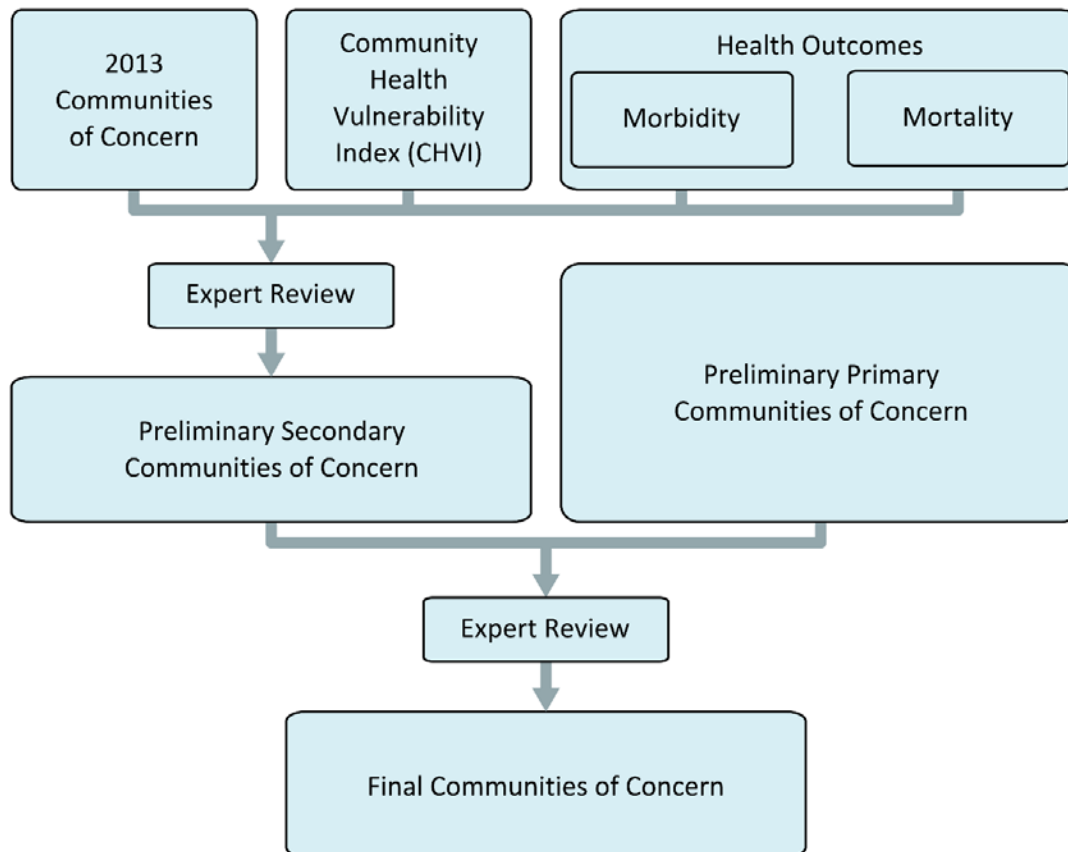 2013
Communities
of Concern
Community
Health
Vulnerability
Index (CHVI)
Health Outcomes
Morbidity
Mortality
Expert Review
Preliminary Secondary
Communities of Concern
Preliminary Primary
Communities of Concern
Expert Review
Final Communities of Concern